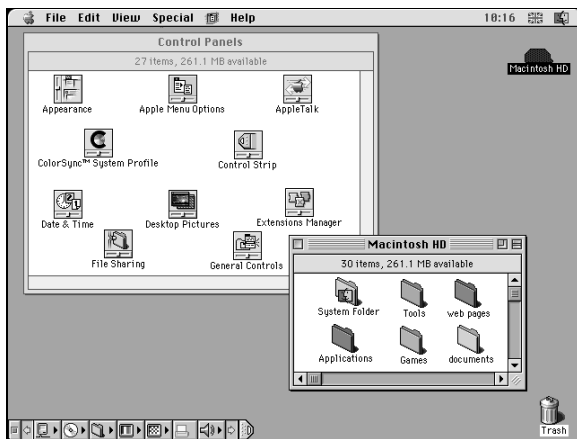 File Edit View Special Help 10:16
Control Panels
27 items, 261.1 MB available
Appearance Apple Menu Options AppleTalk
ColorSync™ System Profile Control Strip
Date & Time Desktop Pictures Extensions Manager
File Sharing General Controls
Macintosh HD
Macintosh HD
30 items, 261.1 MB available
System Folder Tools web pages
Applications Games documents
Trash